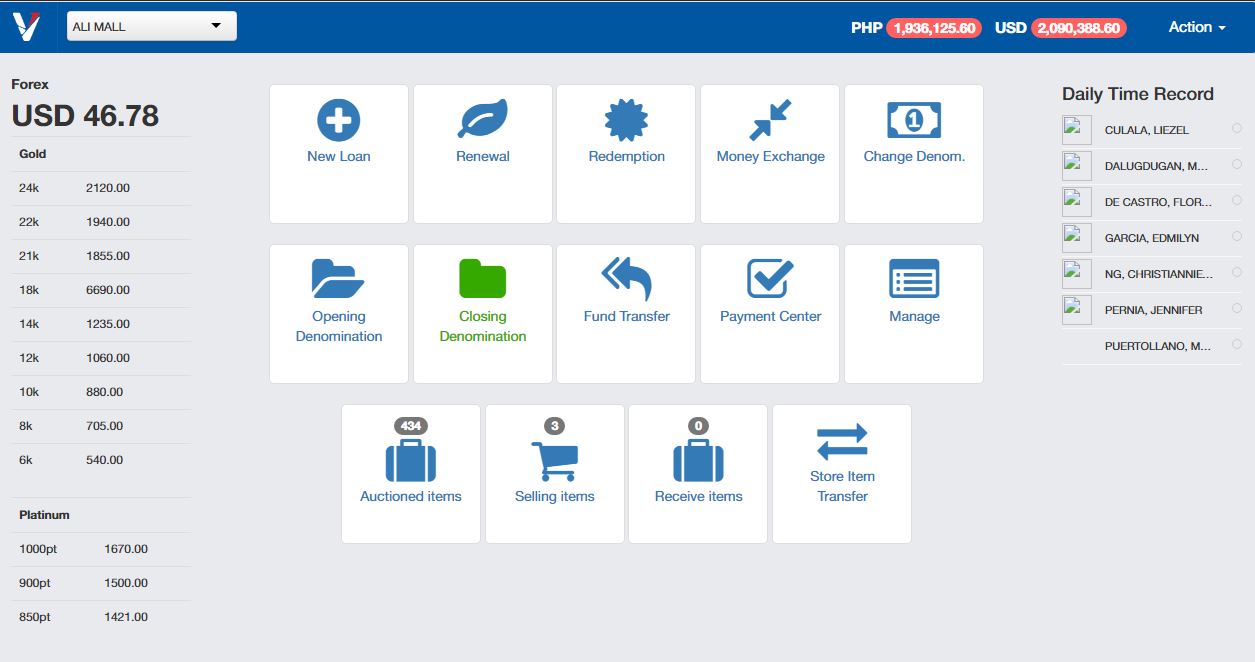 ALI MALL
PHP 1,936,125.60 USD 2,090,388.60 Action
Forex
USD 46.78
Gold
24k 2120.00
22k 1940.00
21k 1855.00
18k 6690.00
14k 1235.00
12k 1060.00
10k 880.00
8k 705.00
6k 540.00
Platinum
1000pt 1670.00
900pt 1500.00
850pt 1421.00
New Loan
Renewal
Redemption
Money Exchange
1
Change Denom.
Opening
Denomination
Closing
Denomination
Fund Transfer
Payment Center
Manage
434
Auctioned items
3
Selling items
0
Receive items
Store Item
Transfer
Daily Time Record
CULALA, LIEZEL
DALUGDUGAN, M...
DE CASTRO, FLOR...
GARCIA, EDMILYN
NG, CHRISTIANNIE...
PERNIA, JENNIFER
PUERTOLLANO, M...